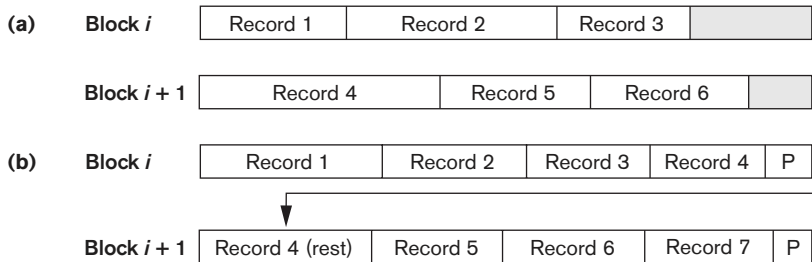 (a) Block i Record 1 Record 2 Record 3
Block i + 1 Record 4 Record 5 Record 6
(b) Block i Record 1 Record 2 Record 3 Record 4 P
Block i + 1 Record 4 (rest) Record 5 Record 6 Record 7 P